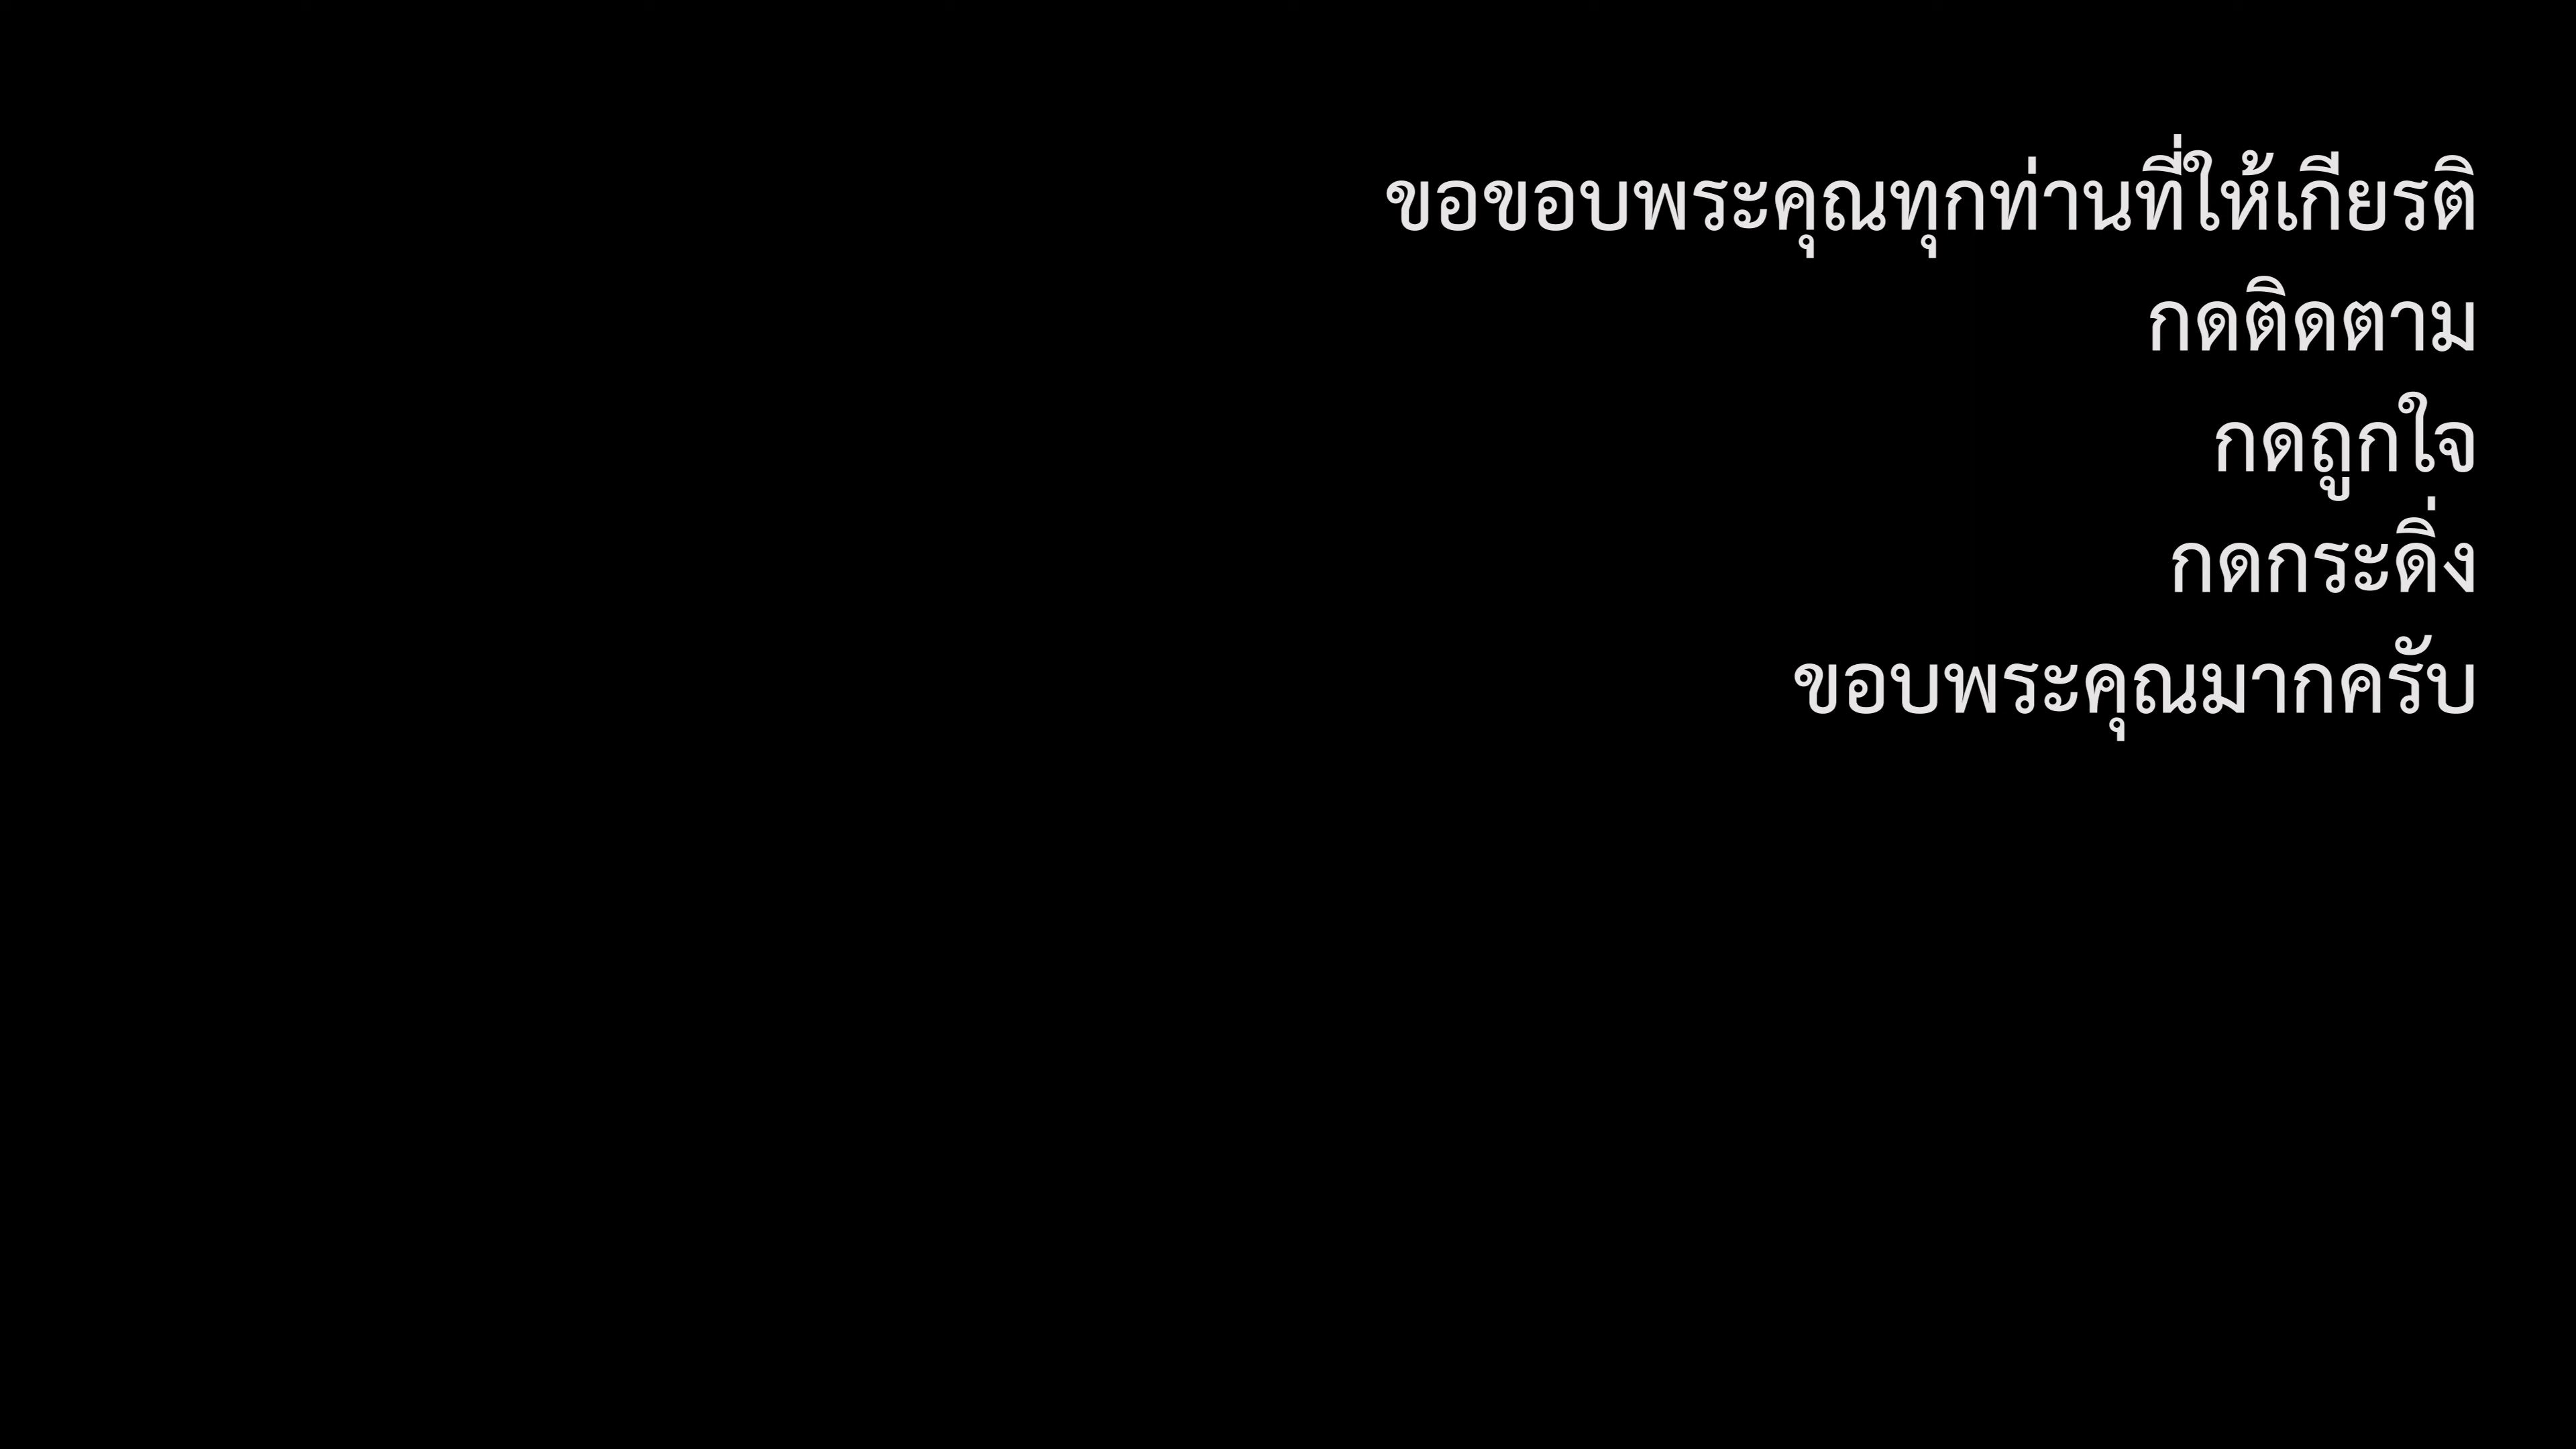 ขอขอบพระคุณทุกท่านที่ให้เกียรติ
กดติดตาม
กดถูกใจ
กดกระดิ่ง
ขอบพระคุณมากครับ